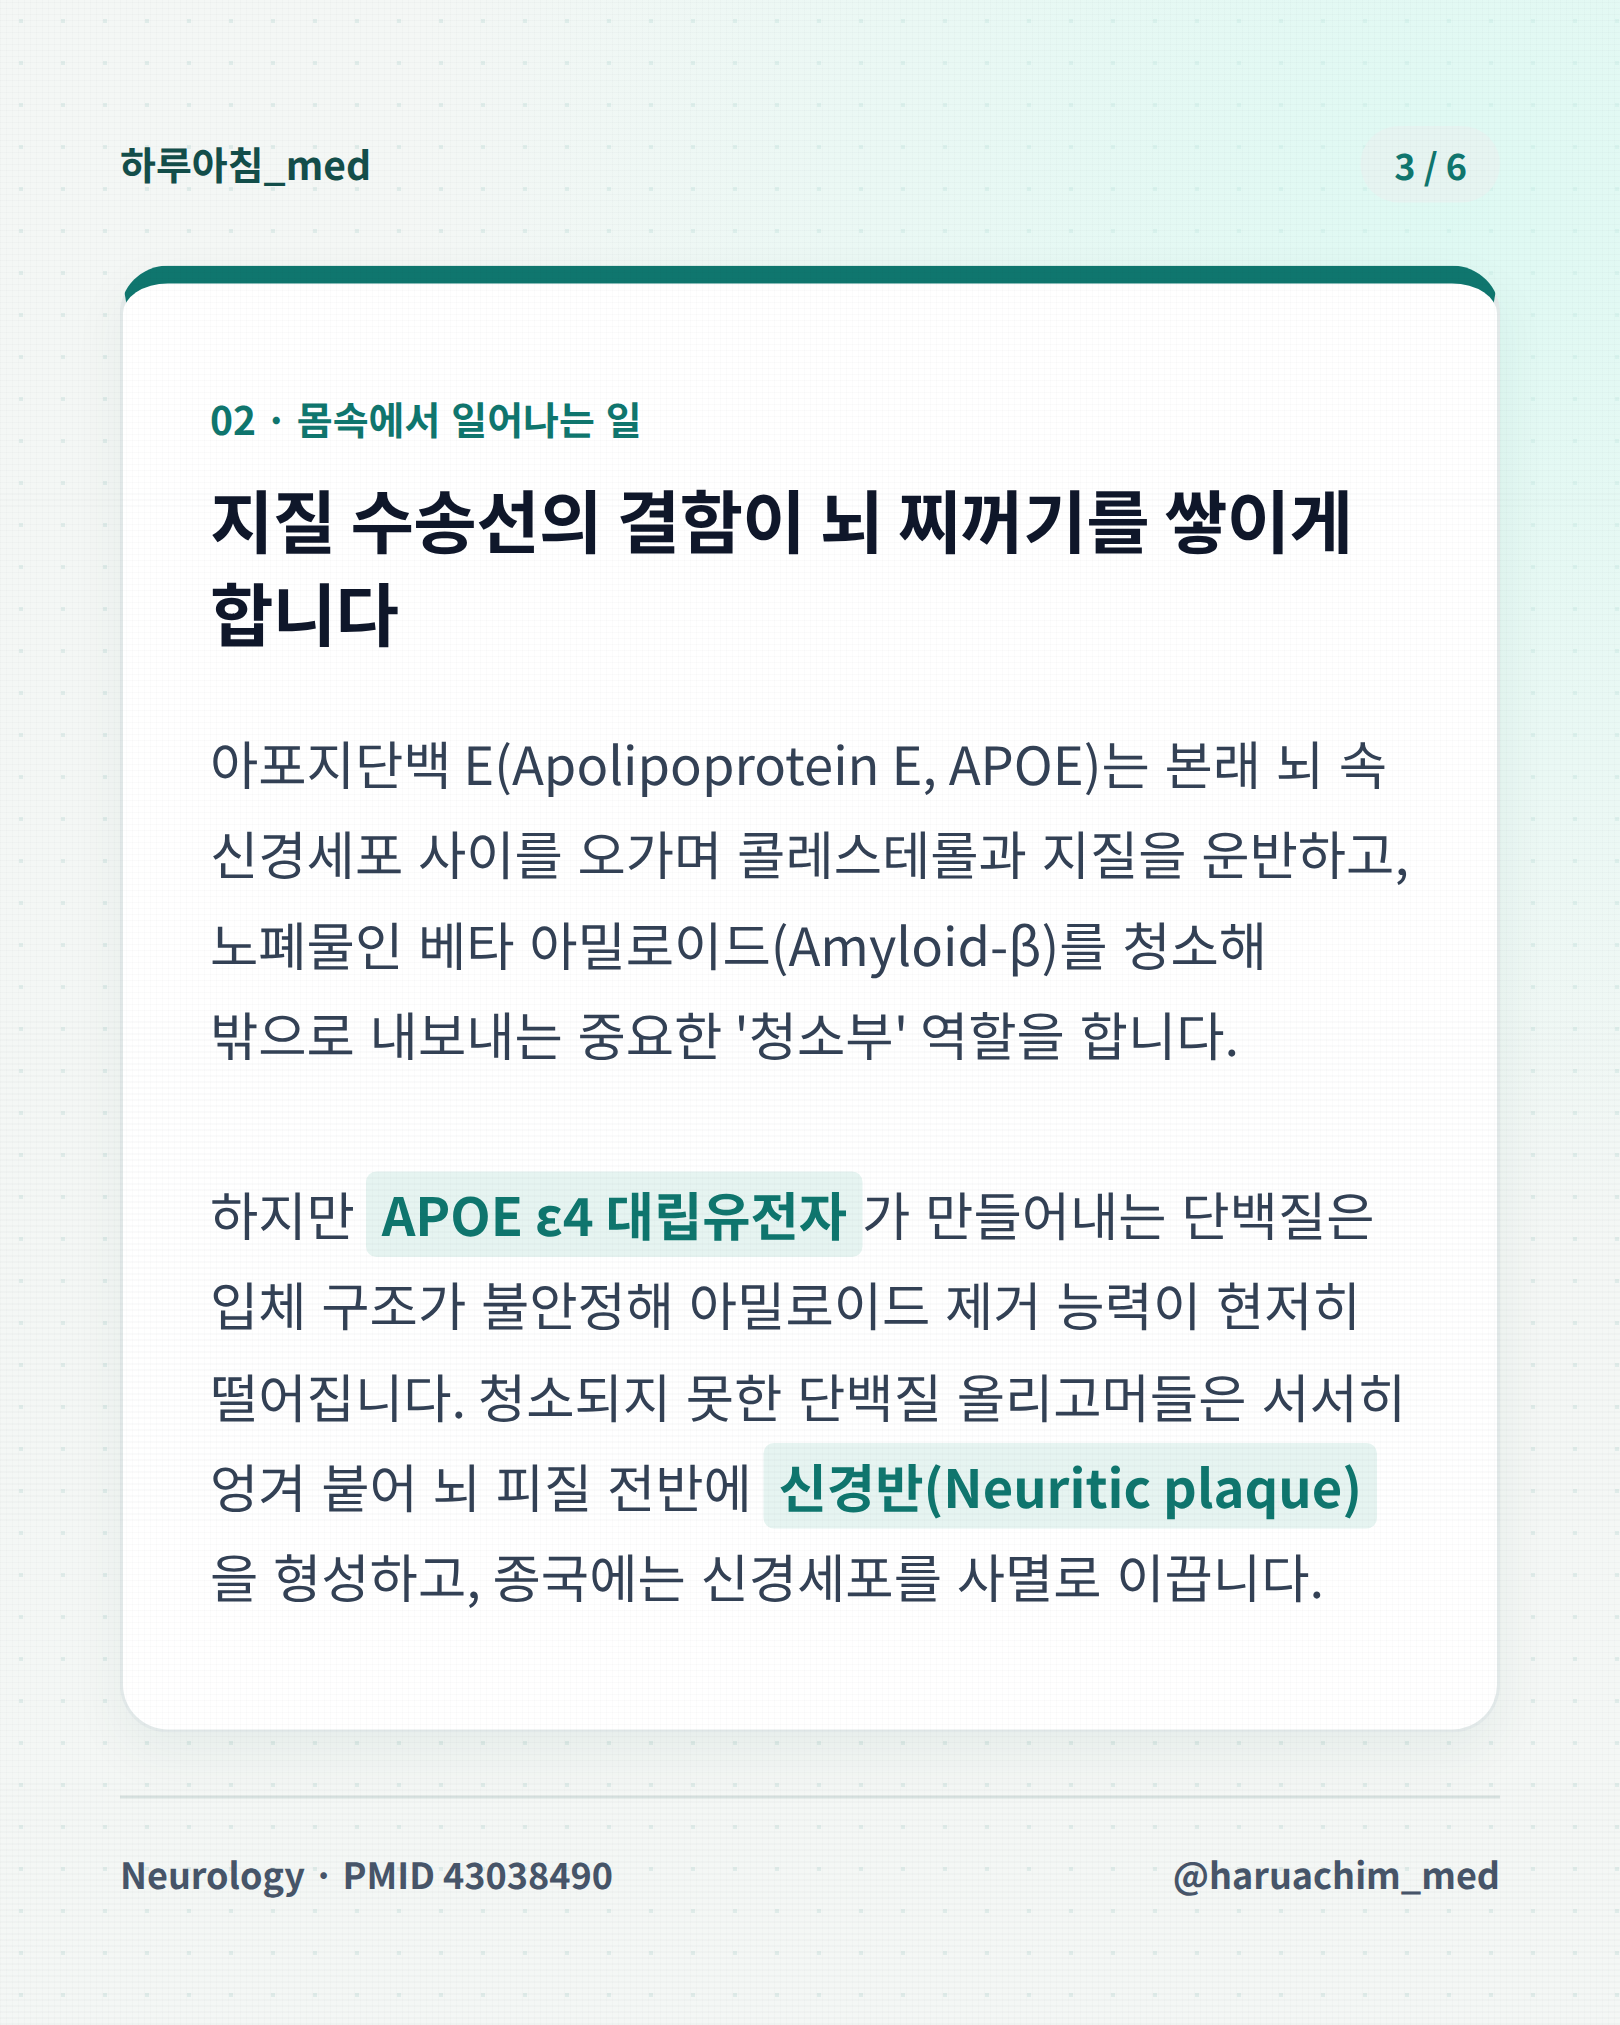 하루아침_med
3 / 6
02 · 몸속에서 일어나는 일
지질 수송선의 결함이 뇌 찌꺼기를 쌓이게
합니다
아포지단백 E(Apolipoprotein E, APOE)는 본래 뇌 속
신경세포 사이를 오가며 콜레스테롤과 지질을 운반하고,
노폐물인 베타 아밀로이드(Amyloid-β)를 청소해
밖으로 내보내는 중요한 '청소부' 역할을 합니다.
하지만 APOE ε4 대립유전자가 만들어내는 단백질은
입체 구조가 불안정해 아밀로이드 제거 능력이 현저히
떨어집니다. 청소되지 못한 단백질 올리고머들은 서서히
엉겨 붙어 뇌 피질 전반에 신경반(Neuritic plaque)
을 형성하고, 종국에는 신경세포를 사멸로 이끕니다.
Neurology · PMID 43038490
@haruachim_med